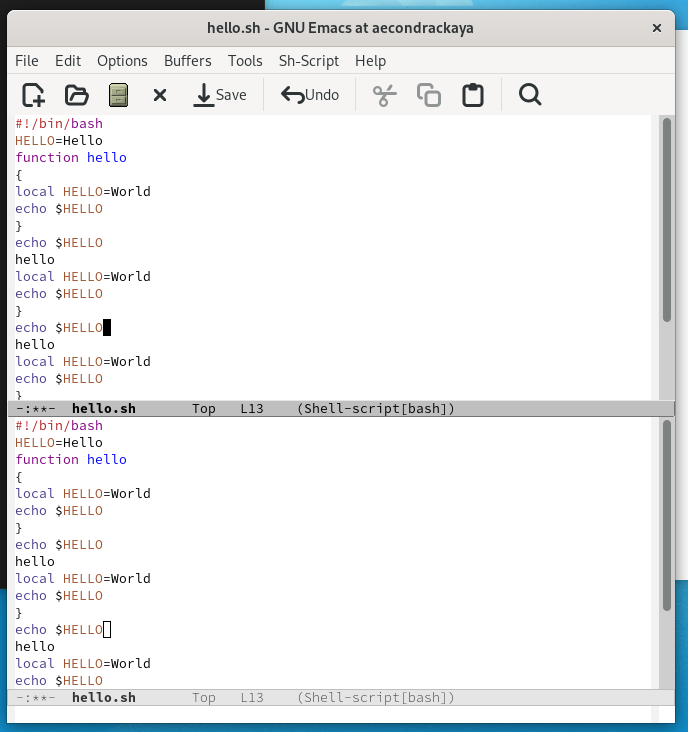 hello.sh - GNU Emacs at aecondrackaya ×
File Edit Options Buffers Tools Sh-Script Help
Save Undo
#!/bin/bash
HELLO=Hello
function hello
{
local HELLO=World
echo $HELLO
}
echo $HELLO
hello
local HELLO=World
echo $HELLO
}
echo $HELLO
hello
local HELLO=World
echo $HELLO
}
-:**- hello.sh Top L13 (Shell-script[bash])
#!/bin/bash
HELLO=Hello
function hello
{
local HELLO=World
echo $HELLO
}
echo $HELLO
hello
local HELLO=World
echo $HELLO
}
echo $HELLO
hello
local HELLO=World
echo $HELLO
-:**- hello.sh Top L13 (Shell-script[bash])